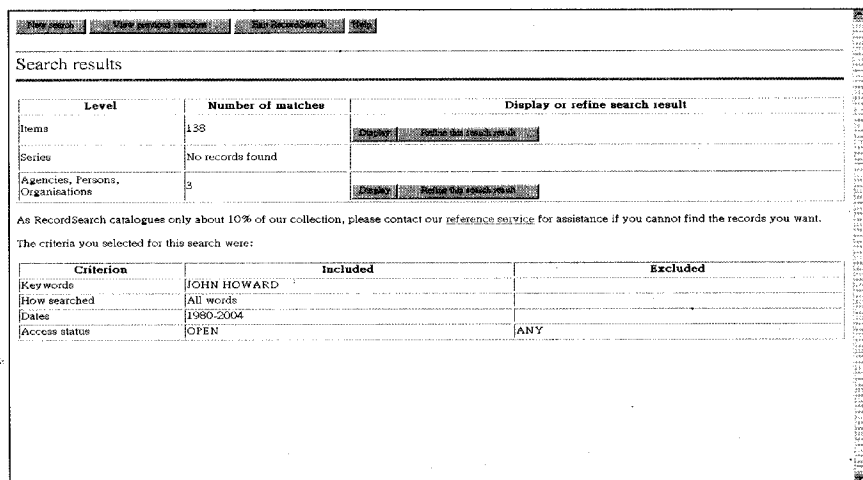 New search View previous searches Exit RecordSearch Help
Search results
Level Number of matches Display or refine search result
Items 138 Display Refine this search result
Series No records found
Agencies, Persons, Organisations 3 Display Refine this search result
As RecordSearch catalogues only about 10% of our collection, please contact our reference service for assistance if you cannot find the records you want.
The criteria you selected for this search were:
Criterion Included Excluded
Keywords JOHN HOWARD
How searched All words
Dates 1980-2004
Access status OPEN ANY